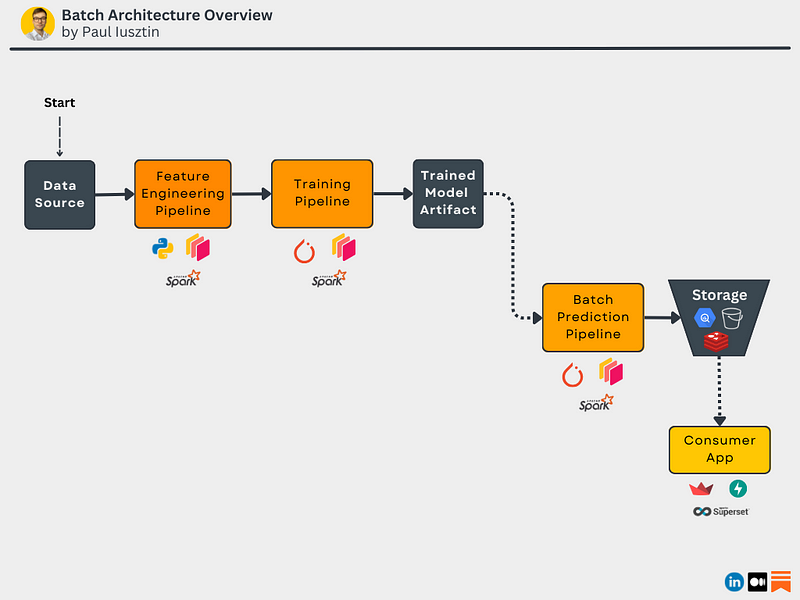 Batch Architecture Overview
by Paul Iusztin
Start
Data
Source
Feature
Engineering
Pipeline
Training
Pipeline
Trained
Model
Artifact
Spark
Spark
Batch
Prediction
Pipeline
Storage
Spark
Consumer
App
Superset
in